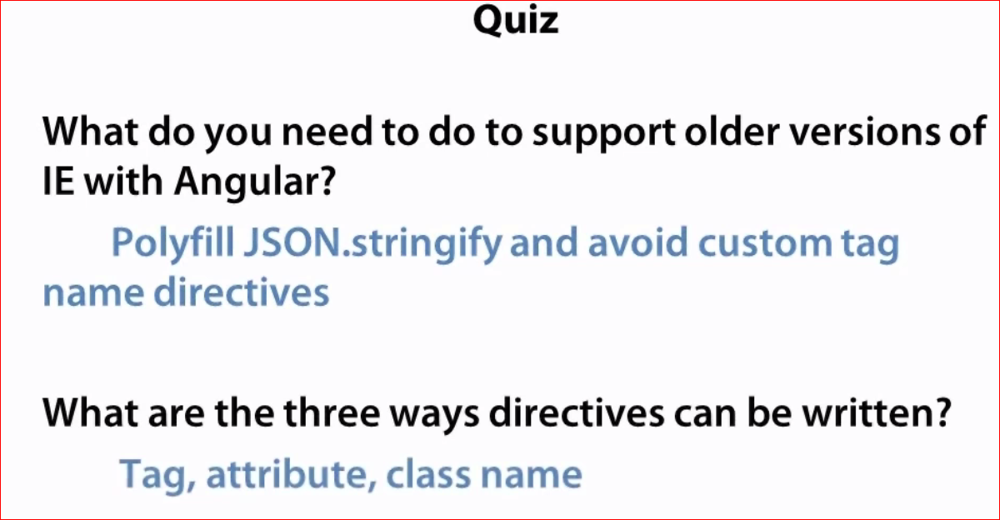 Quiz
What do you need to do to support older versions of
IE with Angular?
Polyfill JSON.stringify and avoid custom tag
name directives
What are the three ways directives can be written?
Tag, attribute, class name